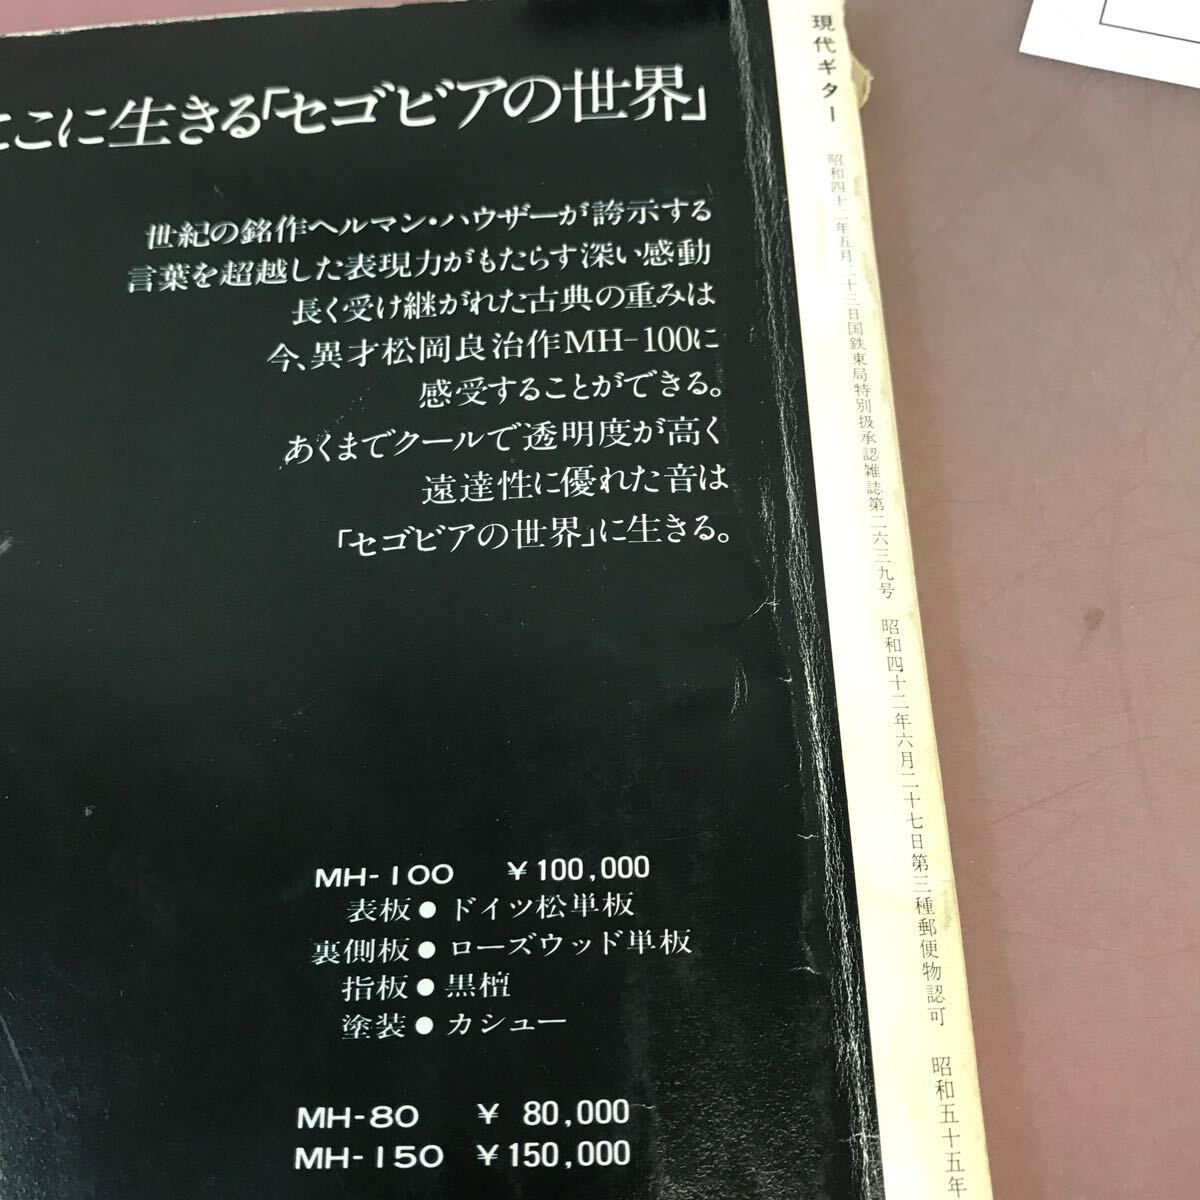 ここに生きる「セゴビアの世界」
世紀の銘作ヘルマン・ハウザーが誇示する
言葉を超越した表現力がもたらす深い感動
長く受け継がれた古典の重みは
今、異才松岡良治作MH-100に
感受することができる。
あくまでクールで透明度が高く
遠達性に優れた音は
「セゴビアの世界」に生きる。
MH-100 ¥100,000
表板●ドイツ松単板
裏側板●ローズウッド単板
指板●黒檀
塗装●カシュー
MH-80 ¥ 80,000
MH-150 ¥150,000
現代ギター 昭和四十二年五月二十三日国鉄東局特別扱承認雑誌第二六三九号 昭和四十二年六月二十七日第三種郵便物認可 昭和五十五年